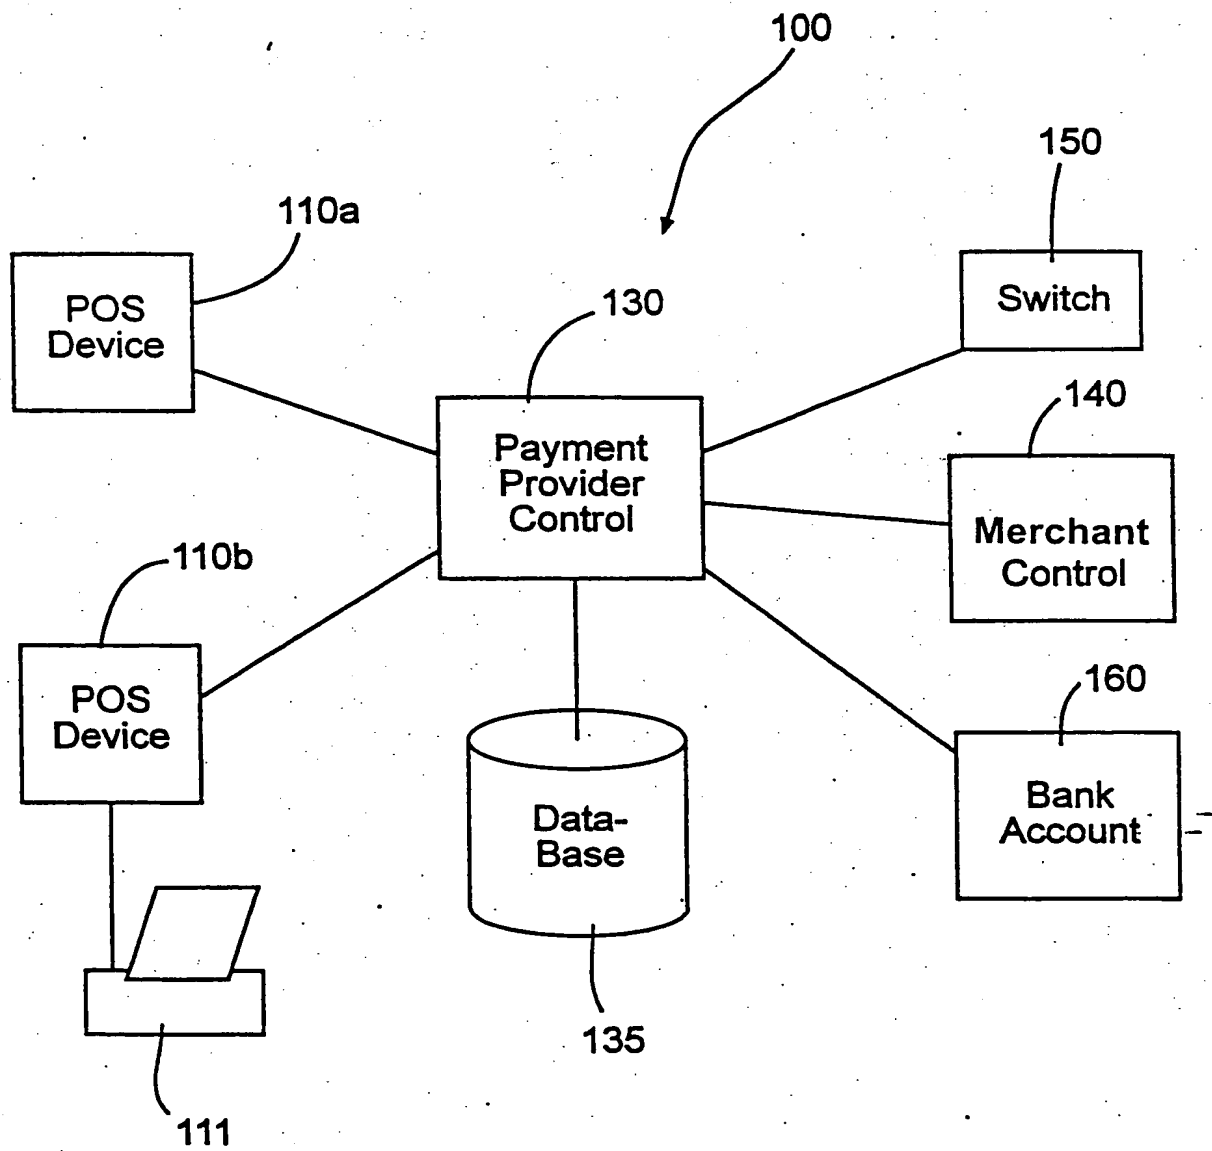 100
150
110a
POS
Device
130
Switch
140
Payment
Provider
Control
Merchant
Control
110b
POS
Device
160
Data-
Base
Bank
Account
135
111